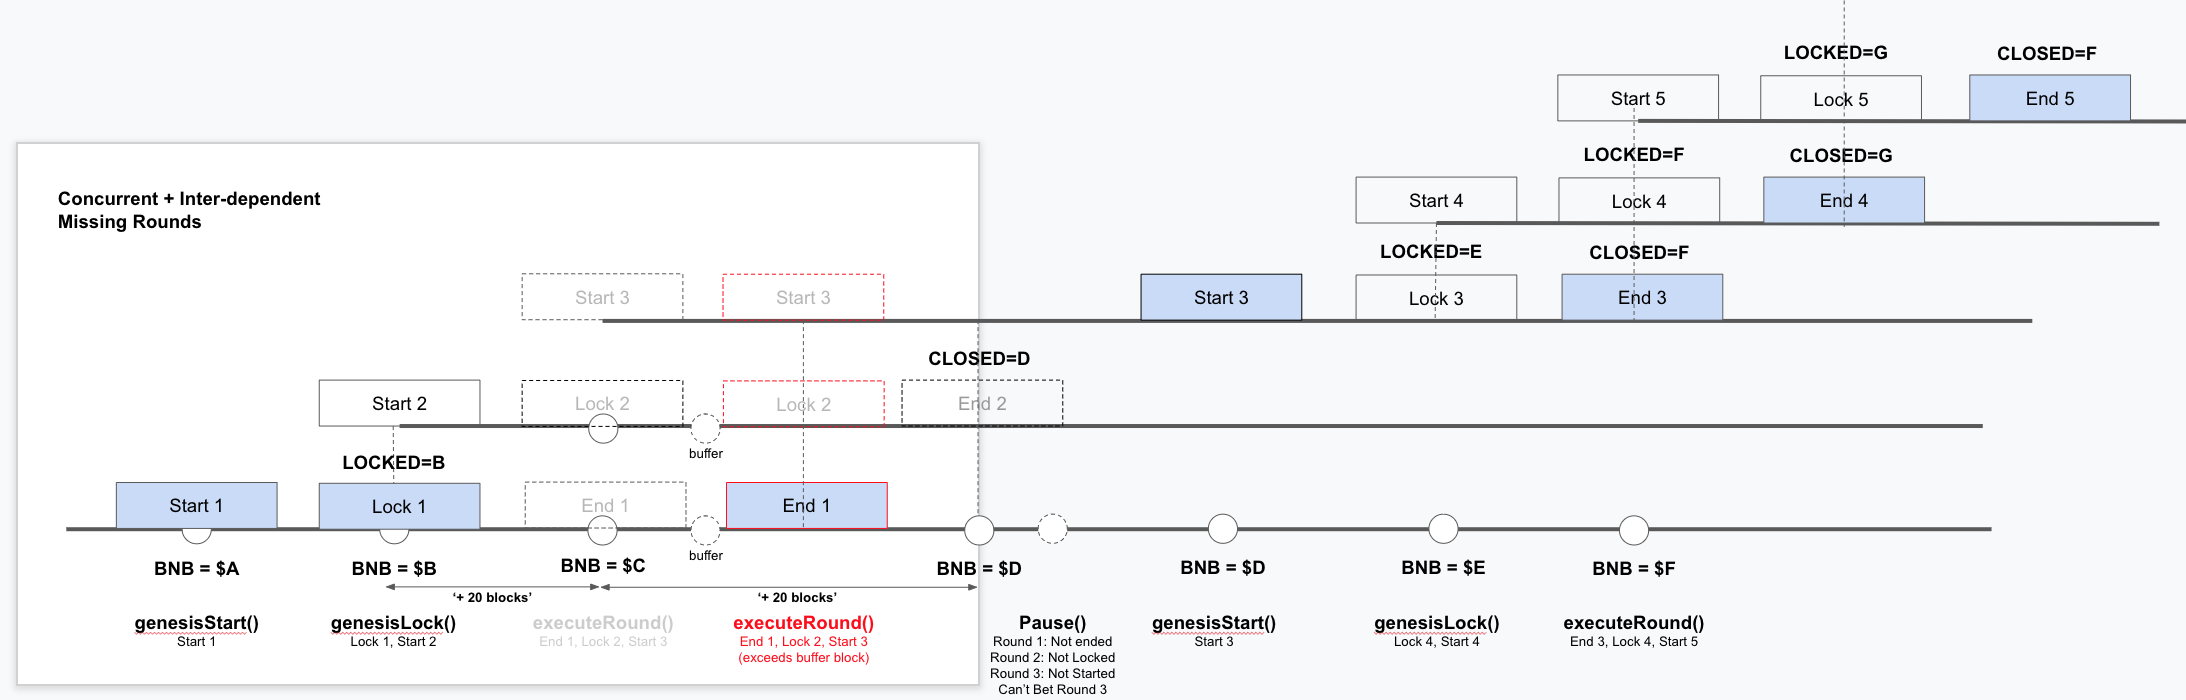 LOCKED=G
CLOSED=F
Start 5
Lock 5
End 5
LOCKED=F
CLOSED=G
Concurrent + Inter-dependent
Missing Rounds
Start 4
Lock 4
End 4
LOCKED=E
CLOSED=F
Start 3
Start 3
Start 3
Lock 3
End 3
CLOSED=D
Start 2
Lock 2
Lock 2
End 2
buffer
LOCKED=B
Start 1
Lock 1
End 1
End 1
buffer
BNB = $A
BNB = $B
BNB = $C
BNB = $D
BNB = $D
BNB = $E
BNB = $F
‘+ 20 blocks’
‘+ 20 blocks’
genesisStart()
Start 1
genesisLock()
Lock 1, Start 2
executeRound()
End 1, Lock 2, Start 3
executeRound()
End 1, Lock 2, Start 3
(exceeds buffer block)
Pause()
Round 1: Not ended
Round 2: Not Locked
Round 3: Not Started
Can’t Bet Round 3
genesisStart()
Start 3
genesisLock()
Lock 4, Start 4
executeRound()
End 3, Lock 4, Start 5